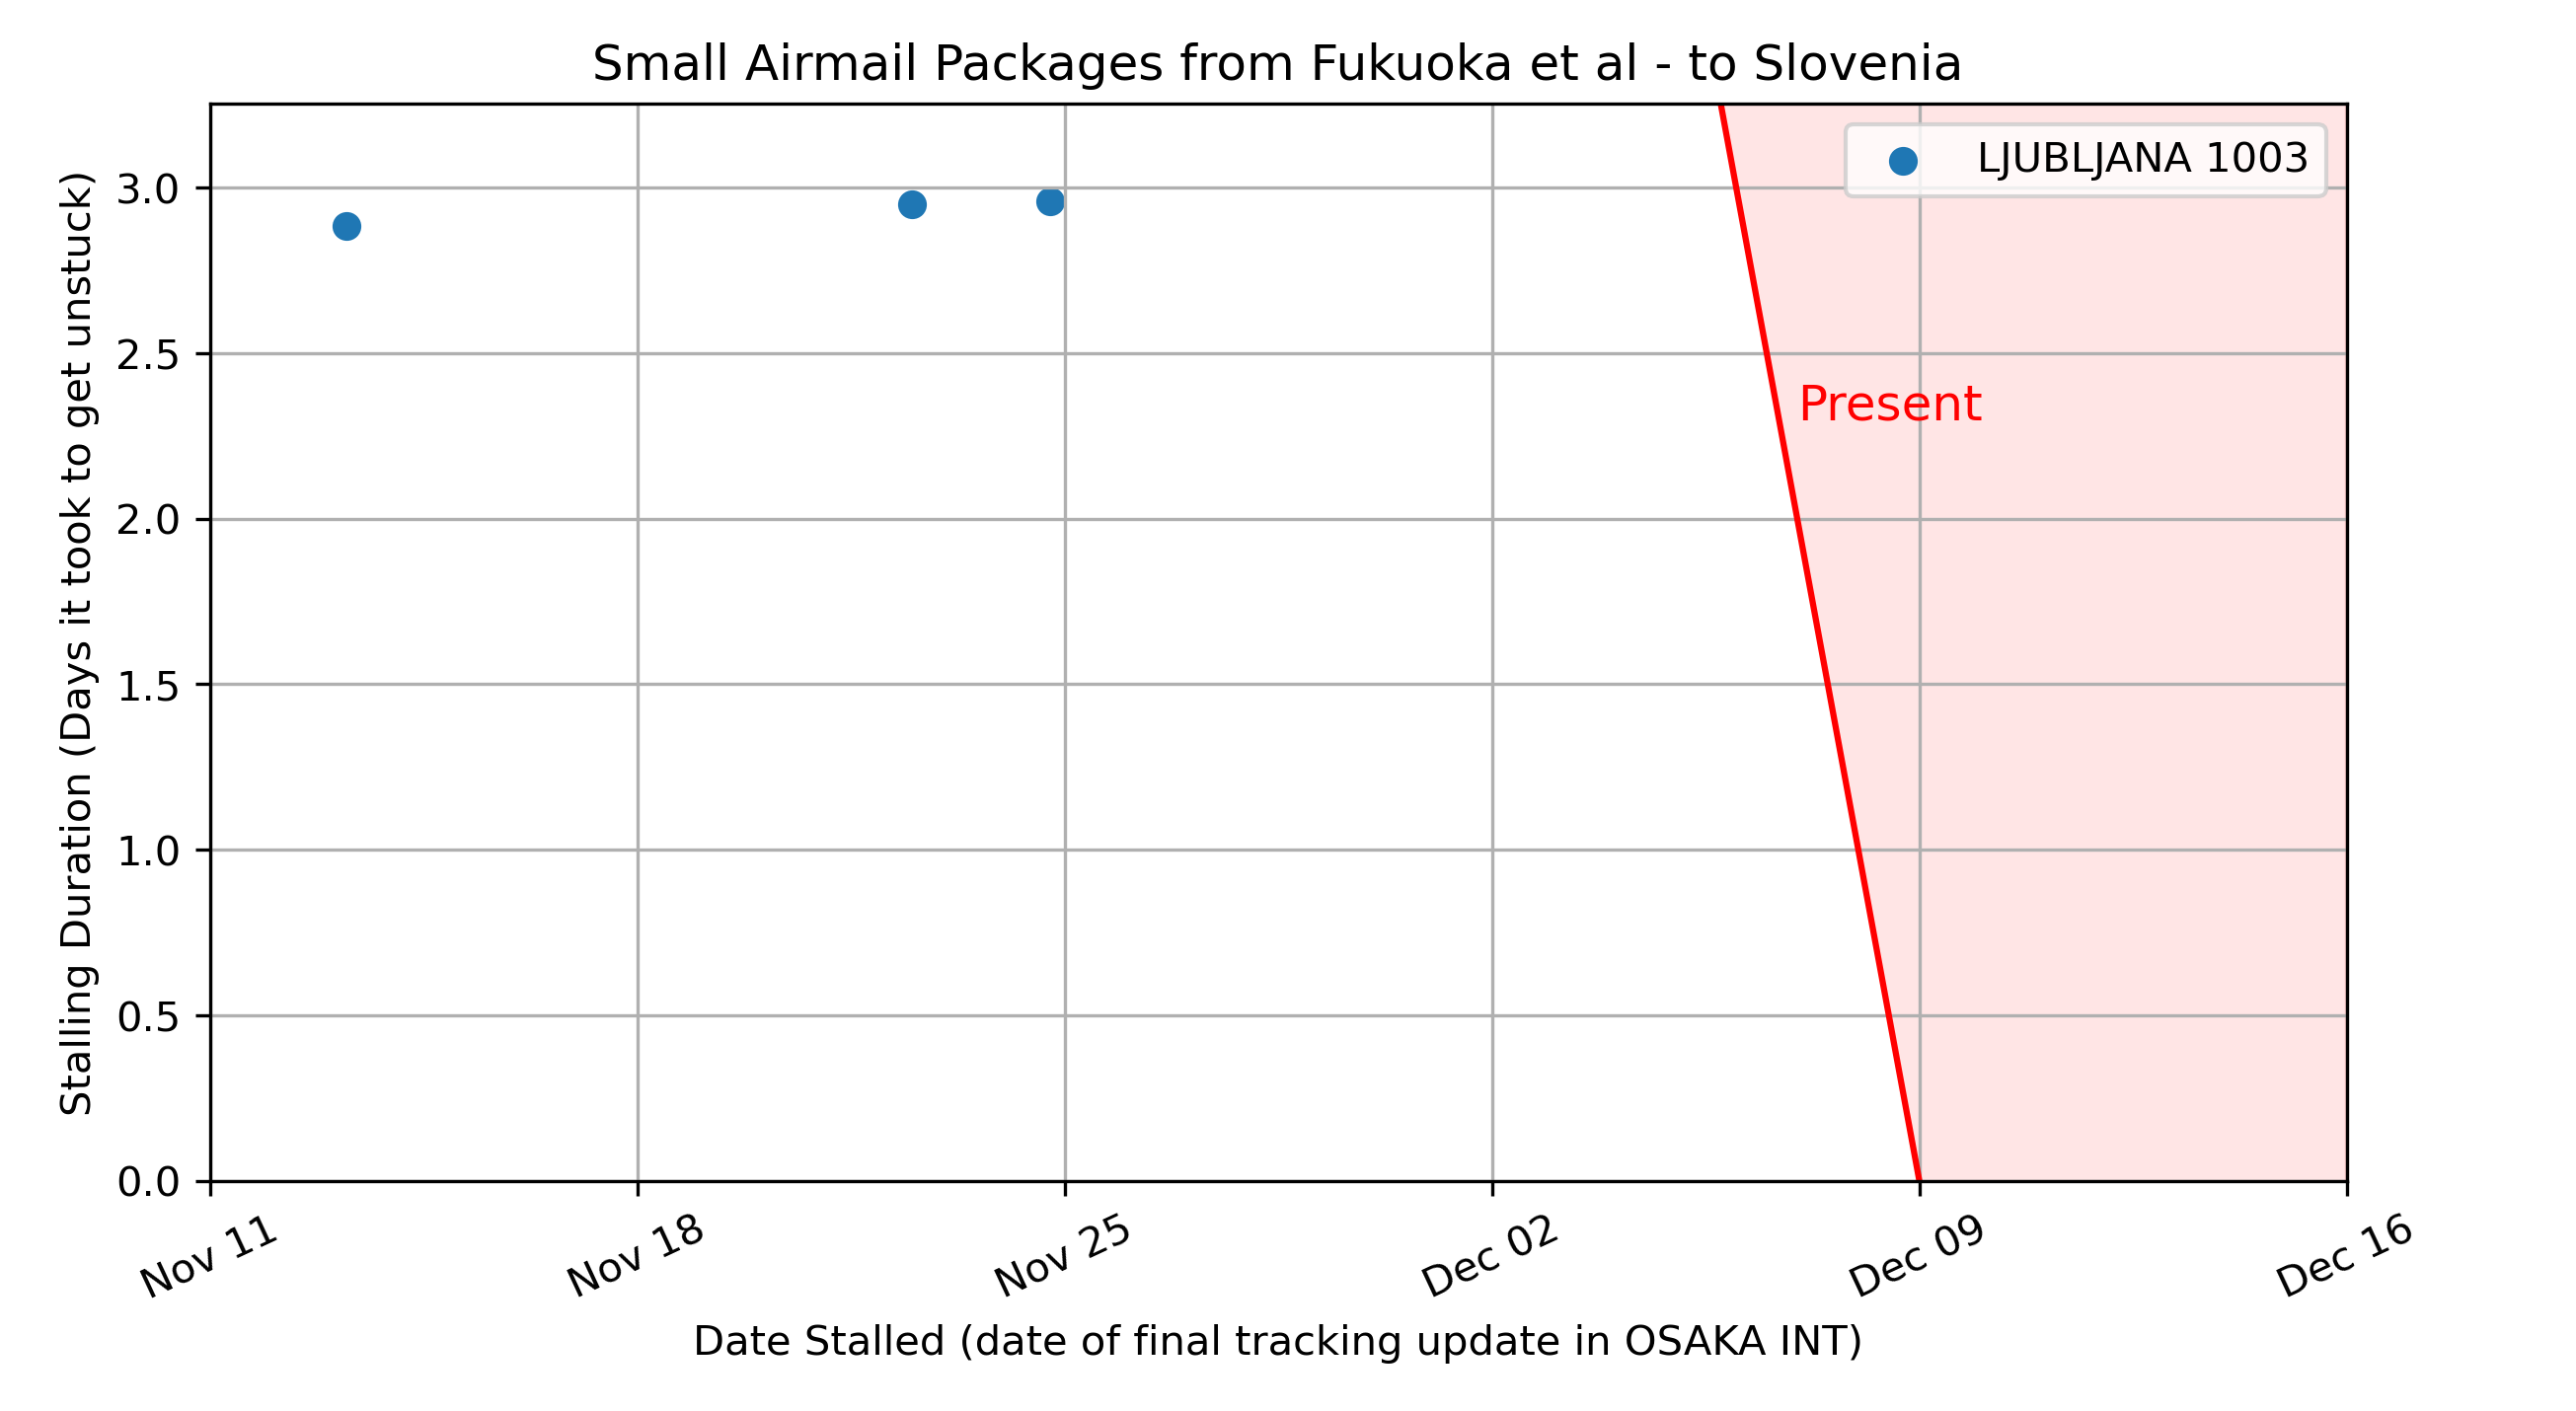 Small Airmail Packages from Fukuoka et al - to Slovenia
LJUBLJANA 1003
Present
Stalling Duration (Days it took to get unstuck)
3.0
2.5
2.0
1.5
1.0
0.5
0.0
Nov 11
Nov 18
Nov 25
Dec 02
Dec 09
Dec 16
Date Stalled (date of final tracking update in OSAKA INT)